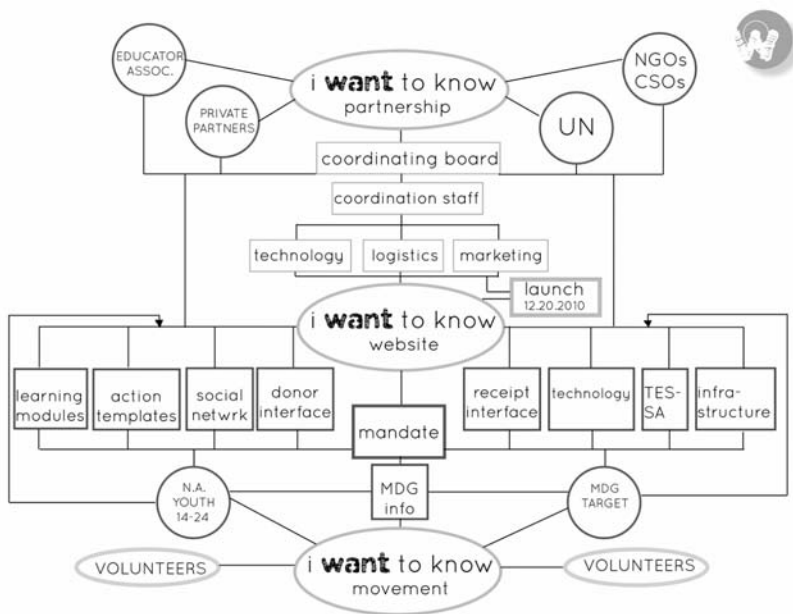 EDUCATOR
ASSOC.
i want to know
partnership
NGOs
CSOs
PRIVATE
PARTNERS
UN
W
coordinating board
coordination staff
technology
logistics
marketing
launch
12.20.2010
i want to know
website
learning
modules
action
templates
social
netwrk
donor
interface
mandate
receipt
interface
technology
TES-
SA
infra-
structure
N.A.
YOUTH
14-24
MDG
info
MDG
TARGET
VOLUNTEERS
i want to know
movement
VOLUNTEERS